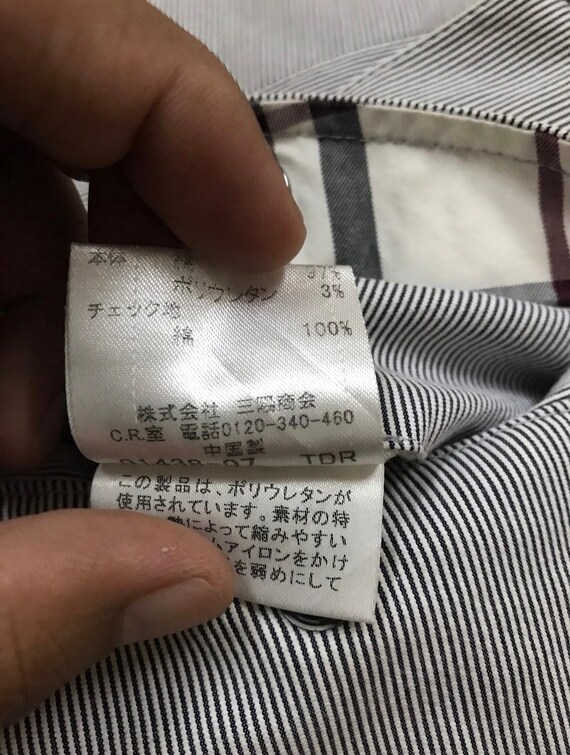 本体 97%
ポリウレタン 3%
チェック地
綿 100%
株式会社 三陽商会
C.R.室 電話0120-340-460
中国製
TDR
この製品は、ポリウレタンが
使用されています。素材の特
によって縮みやすい
アイロンをかけ
を弱めにして